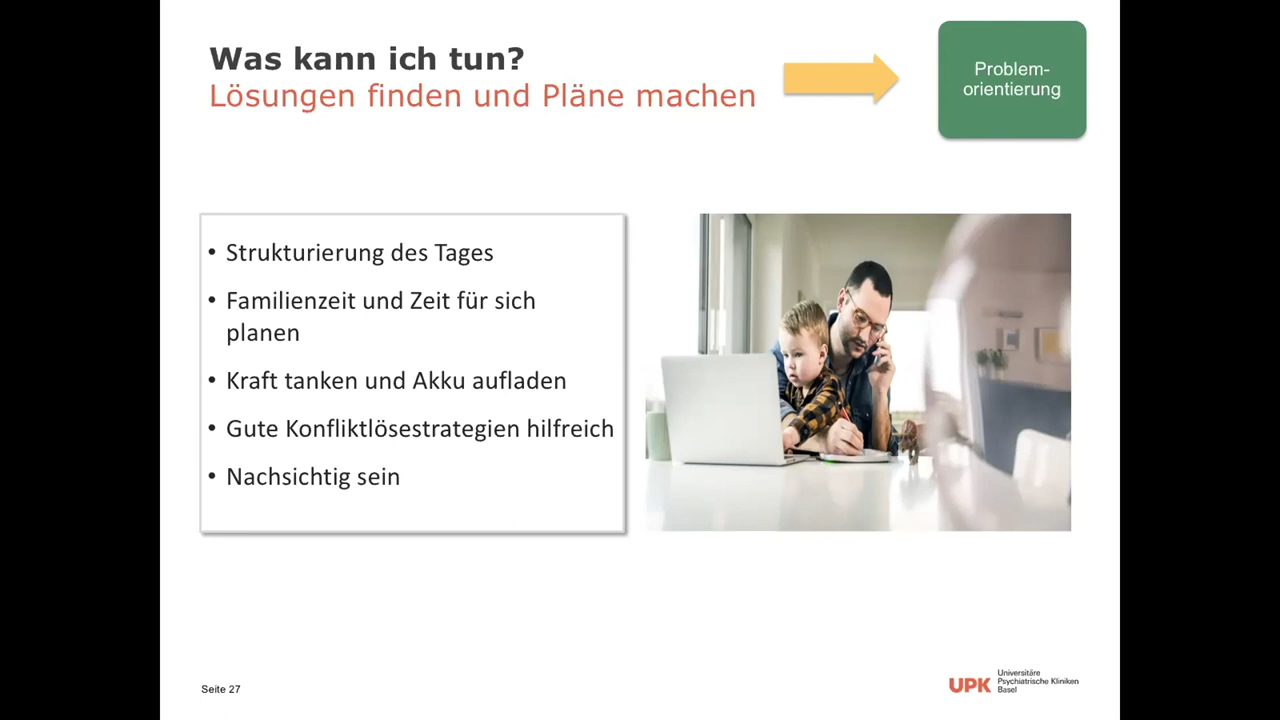 Was kann ich tun?
Lösungen finden und Pläne machen
Problem-
orientierung
• Strukturierung des Tages
• Familienzeit und Zeit für sich
planen
• Kraft tanken und Akku aufladen
• Gute Konfliktlösestrategien hilfreich
• Nachsichtig sein
Seite 27
UPK
Universitäre
Psychiatrische Kliniken
Basel